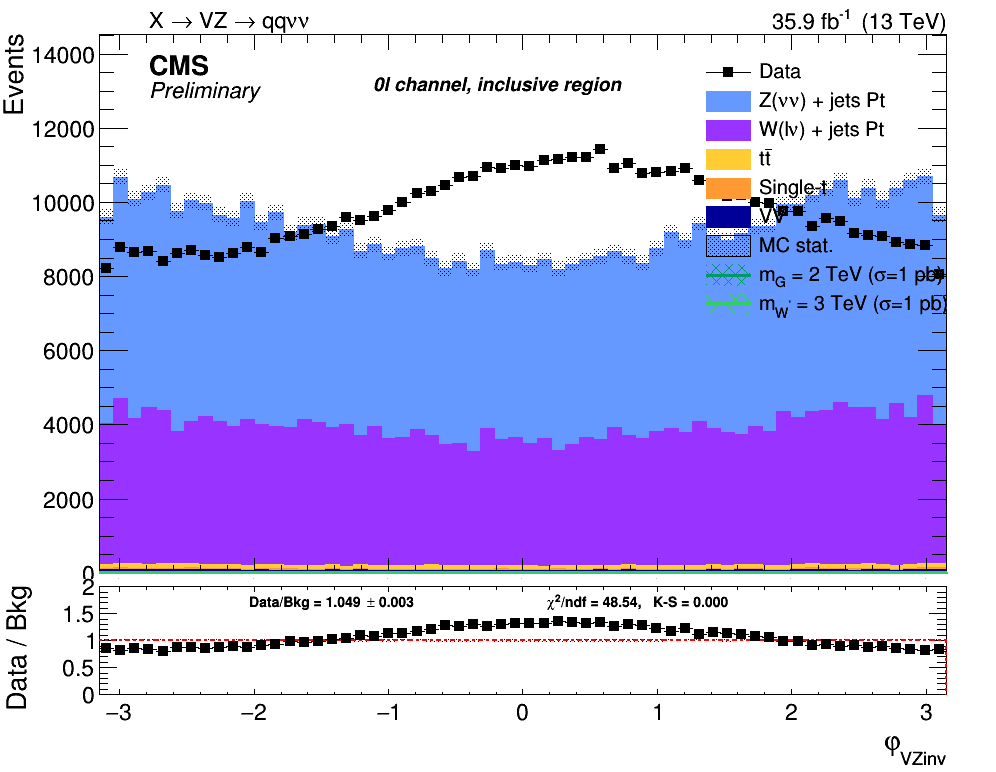 X → VZ → qqνν 35.9 fb⁻¹ (13 TeV)
Events
14000
12000
10000
8000
6000
4000
2000
0
CMS
Preliminary
0l channel, inclusive region
Data
Z(νν) + jets Pt
W(lν) + jets Pt
tt̄
Single-t
VV
MC stat.
m_G = 2 TeV (σ=1 pb)
m_W' = 3 TeV (σ=1 pb)
Data / Bkg
2
1.5
1
0.5
0
Data/Bkg = 1.049 ± 0.003 χ²/ndf = 48.54, K-S = 0.000
−3 −2 −1 0 1 2 3
φ_VZinv